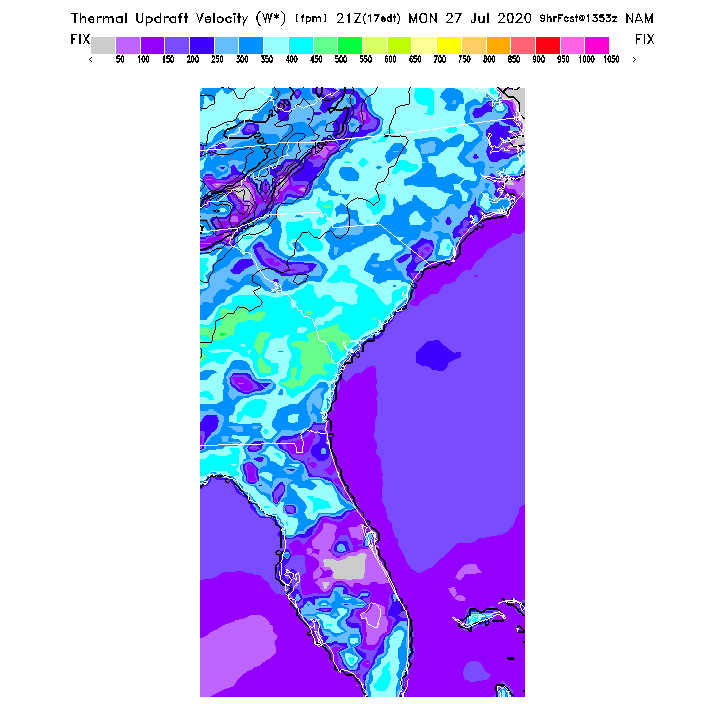 Thermal Updraft Velocity (W*) [fpm] 21Z(17edt) MON 27 Jul 2020 9hrFcst@1353z NAM
FIX FIX
< 50 100 150 200 250 300 350 400 450 500 550 600 650 700 750 800 850 900 950 1000 1050 >